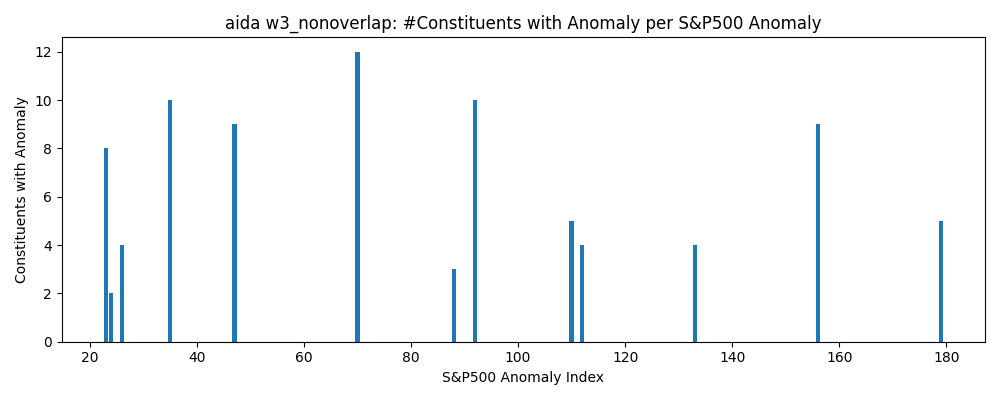 aida w3_nonoverlap: #Constituents with Anomaly per S&P500 Anomaly
Constituents with Anomaly
12
10
8
6
4
2
0
20 40 60 80 100 120 140 160 180
S&P500 Anomaly Index